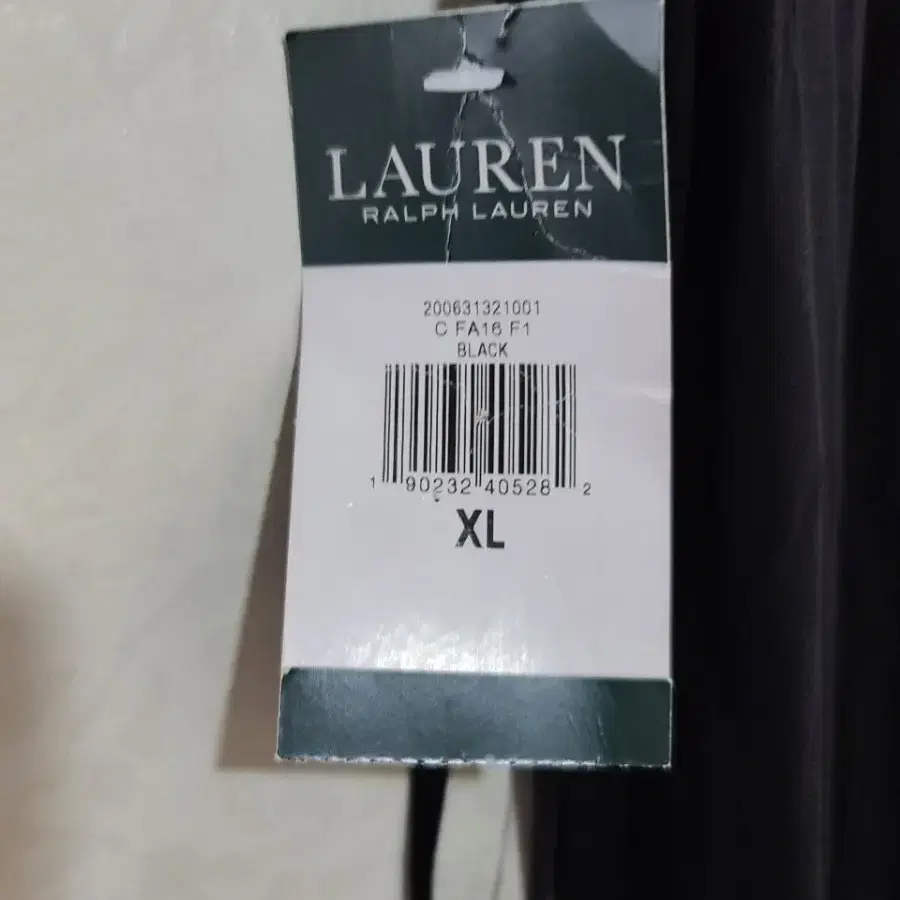 LAUREN
RALPH LAUREN
200631321001
C FA16 F1
BLACK
1 90232 40528 2
XL